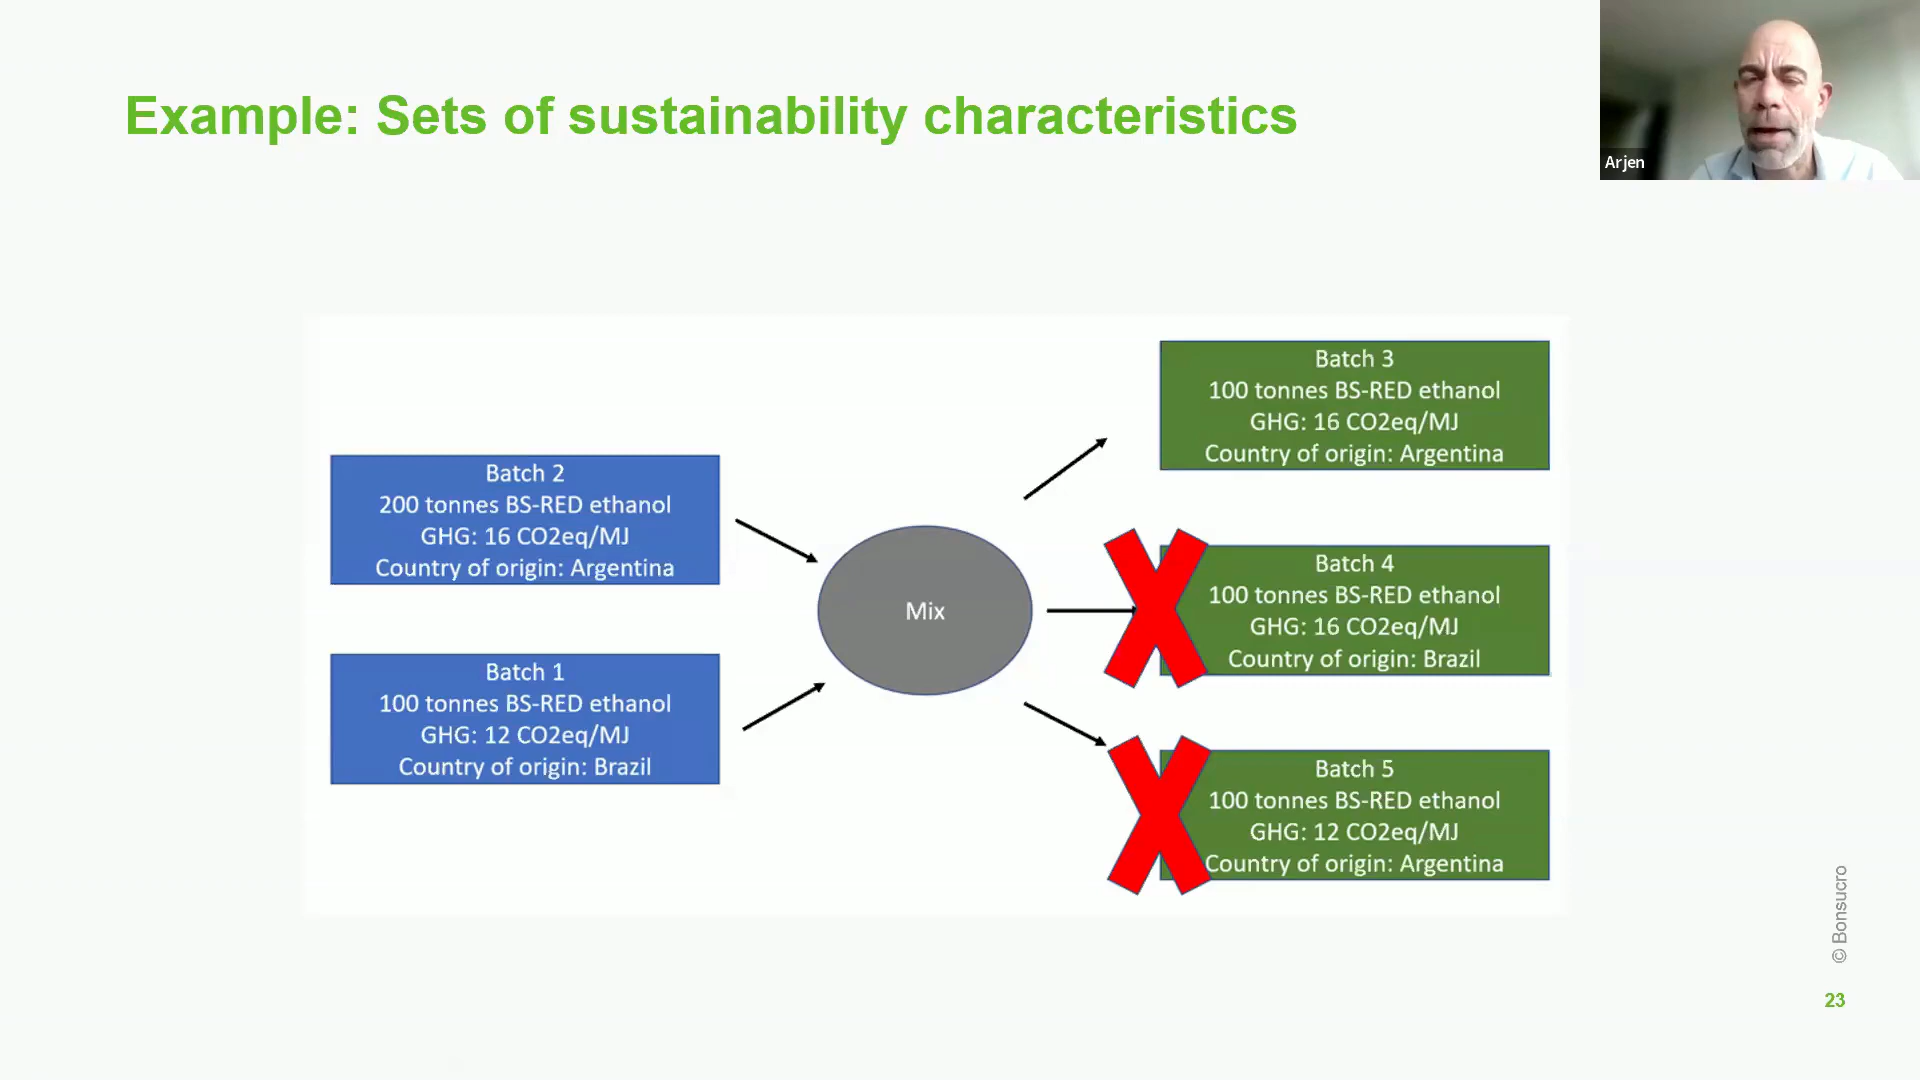 Example: Sets of sustainability characteristics
Arjen
Batch 2
200 tonnes BS-RED ethanol
GHG: 16 CO2eq/MJ
Country of origin: Argentina
Batch 1
100 tonnes BS-RED ethanol
GHG: 12 CO2eq/MJ
Country of origin: Brazil
Mix
Batch 3
100 tonnes BS-RED ethanol
GHG: 16 CO2eq/MJ
Country of origin: Argentina
Batch 4
100 tonnes BS-RED ethanol
GHG: 16 CO2eq/MJ
Country of origin: Brazil
Batch 5
100 tonnes BS-RED ethanol
GHG: 12 CO2eq/MJ
Country of origin: Argentina
© Bonsucro
23